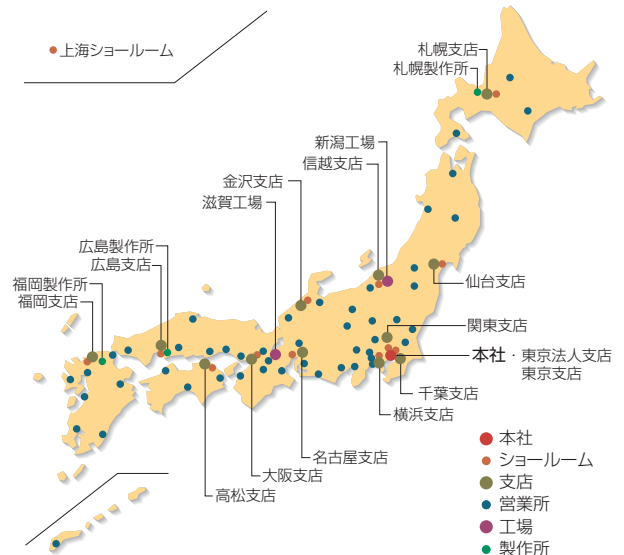 上海ショールーム
札幌支店
札幌製作所
新潟工場
信越支店
金沢支店
滋賀工場
広島製作所
広島支店
福岡製作所
福岡支店
仙台支店
関東支店
本社・東京法人支店
東京支店
千葉支店
横浜支店
名古屋支店
大阪支店
高松支店
本社
ショールーム
支店
営業所
工場
製作所